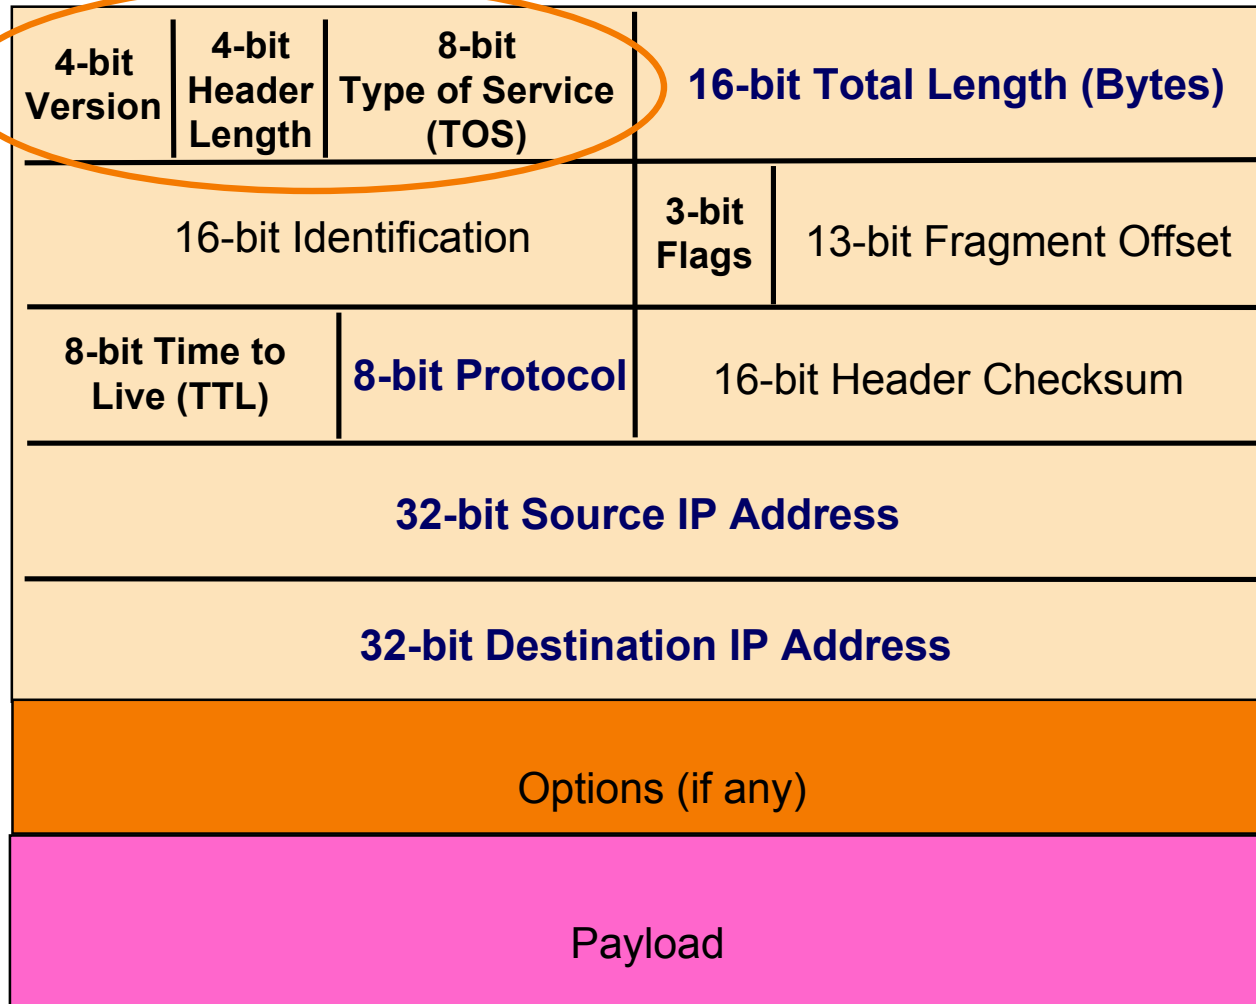 4-bit
Version
4-bit
Header
Length
8-bit
Type of Service
(TOS)
16-bit Total Length (Bytes)
16-bit Identification
3-bit
Flags
13-bit Fragment Offset
8-bit Time to
Live (TTL)
8-bit Protocol
16-bit Header Checksum
32-bit Source IP Address
32-bit Destination IP Address
Options (if any)
Payload